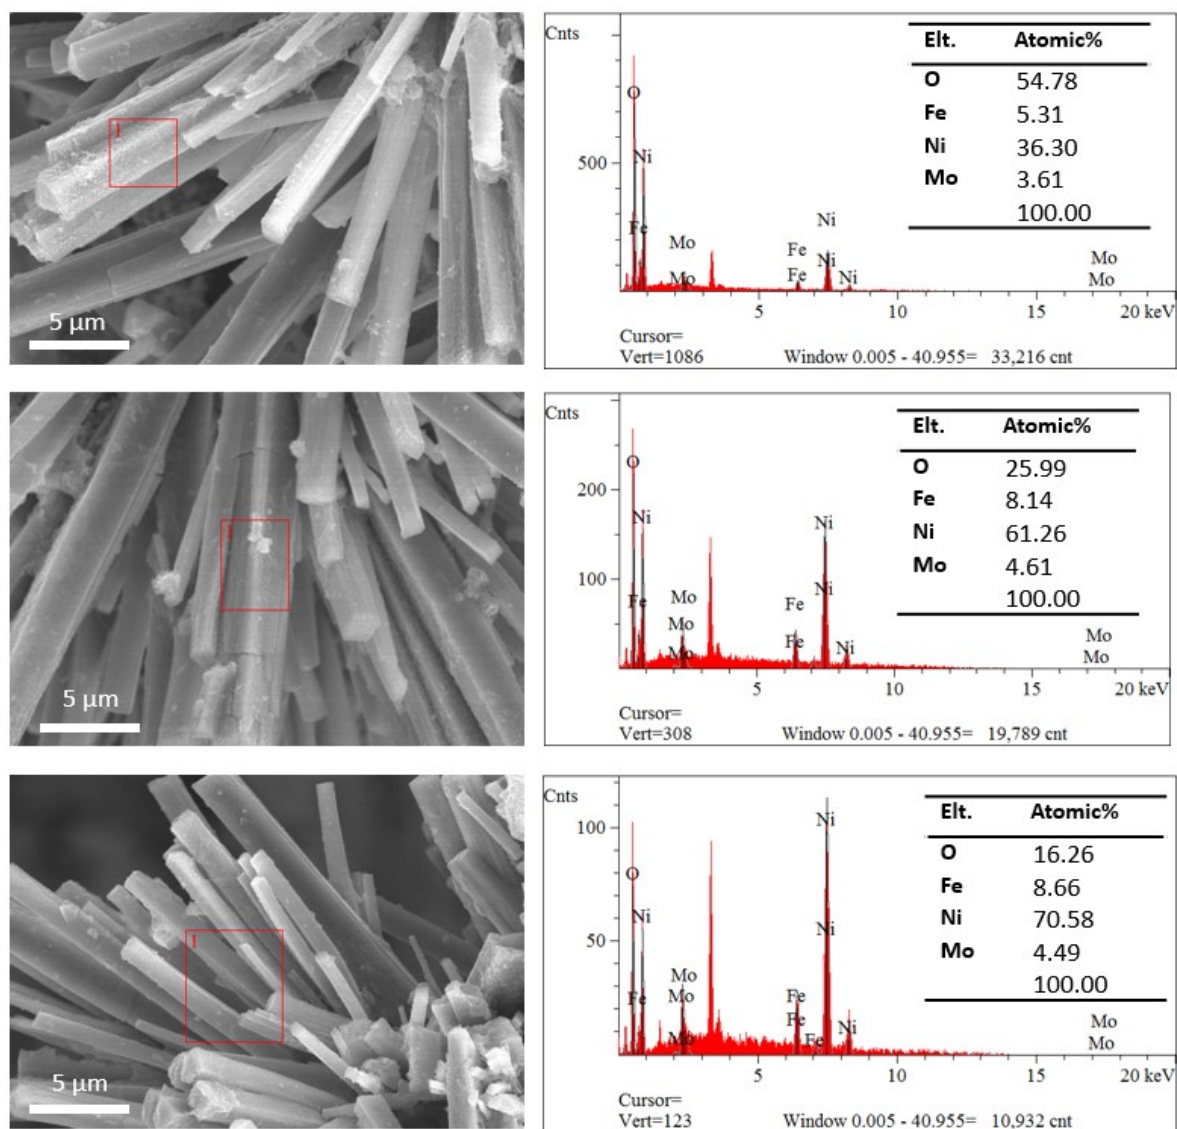 1
5 µm
Cnts
500
O
Ni
Fe
Mo
Mo
Fe
Fe
Ni
Ni
Ni
Mo
Mo
5
10
15
20 keV
Cursor=
Vert=1086 Window 0.005 - 40.955= 33,216 cnt
Elt. Atomic%
O 54.78
Fe 5.31
Ni 36.30
Mo 3.61
100.00
1
5 µm
Cnts
200
100
O
Ni
Fe
Mo
Mo
Mo
Fe
Fe
Ni
Ni
Ni
Mo
Mo
5
10
15
20 keV
Cursor=
Vert=308 Window 0.005 - 40.955= 19,789 cnt
Elt. Atomic%
O 25.99
Fe 8.14
Ni 61.26
Mo 4.61
100.00
1
5 µm
Cnts
100
50
O
Ni
Fe
Mo
Mo
Mo
Fe
Fe
Fe
Ni
Ni
Ni
Mo
Mo
5
10
15
20 keV
Cursor=
Vert=123 Window 0.005 - 40.955= 10,932 cnt
Elt. Atomic%
O 16.26
Fe 8.66
Ni 70.58
Mo 4.49
100.00